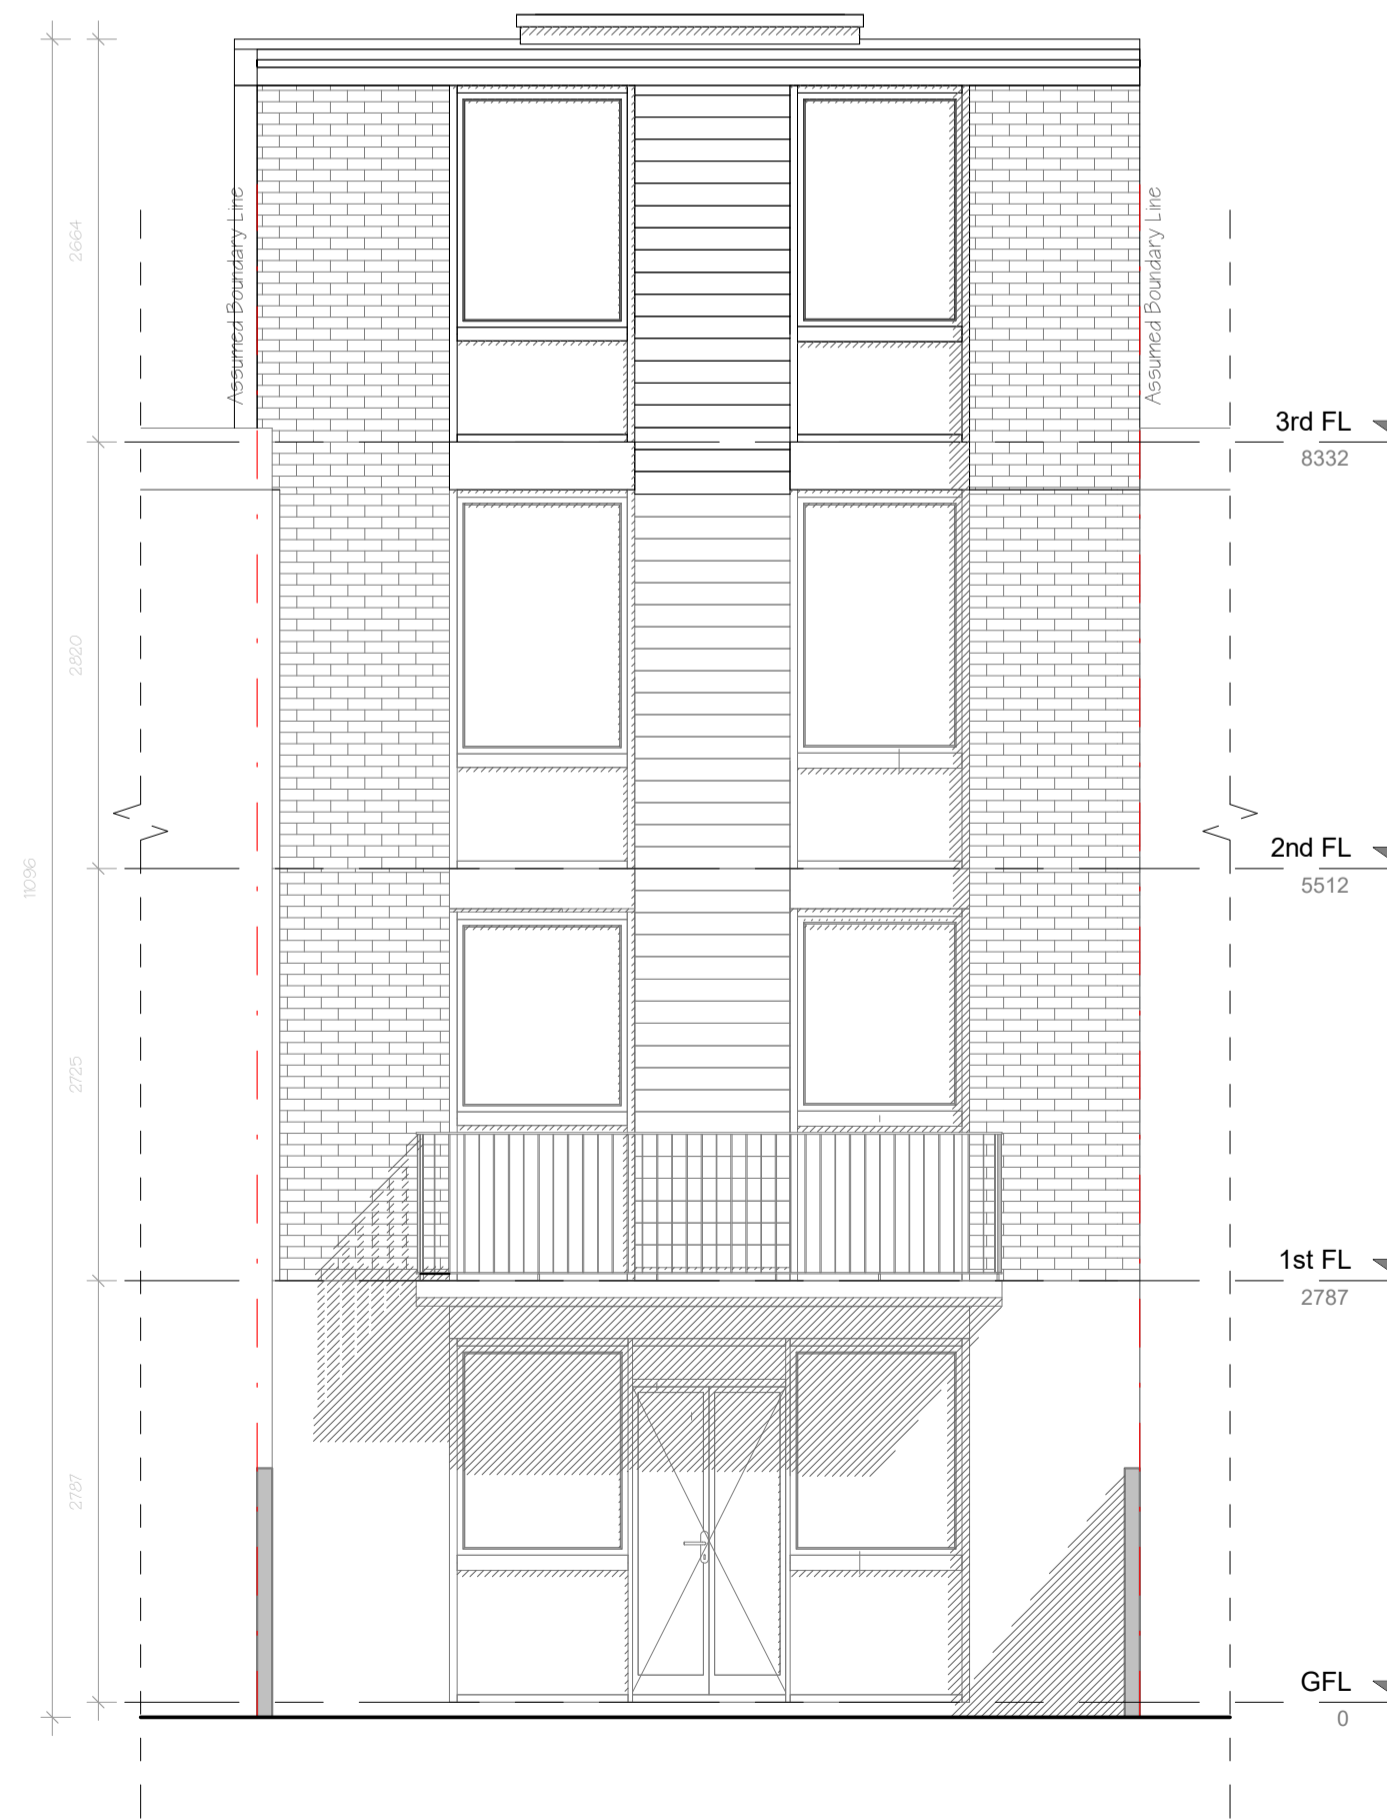 2664
Assumed Boundary Line
Assumed Boundary Line
3rd FL
8332
2820
2nd FL
5512
11096
2725
1st FL
2787
2787
GFL
0